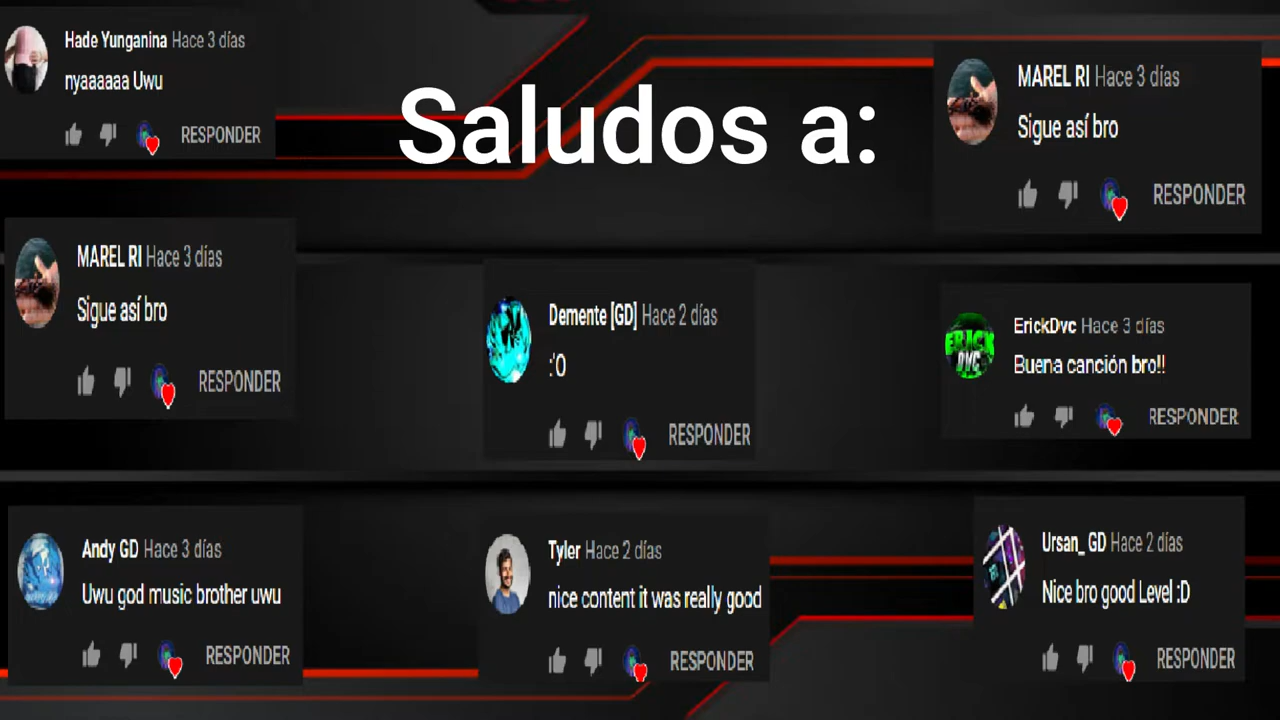 Hade Yunganina Hace 3 días
nyaaaaaa Uwu
RESPONDER
Saludos a:
MAREL RI Hace 3 días
Sigue así bro
RESPONDER
MAREL RI Hace 3 días
Sigue así bro
RESPONDER
Demente [GD] Hace 2 días
:'O
RESPONDER
ERICK
DVC
ErickDvc Hace 3 días
Buena canción bro!!
RESPONDER
Andy GD Hace 3 días
Uwu god music brother uwu
RESPONDER
Tyler Hace 2 días
nice content it was really good
RESPONDER
Ursan_ GD Hace 2 días
Nice bro good Level :D
RESPONDER